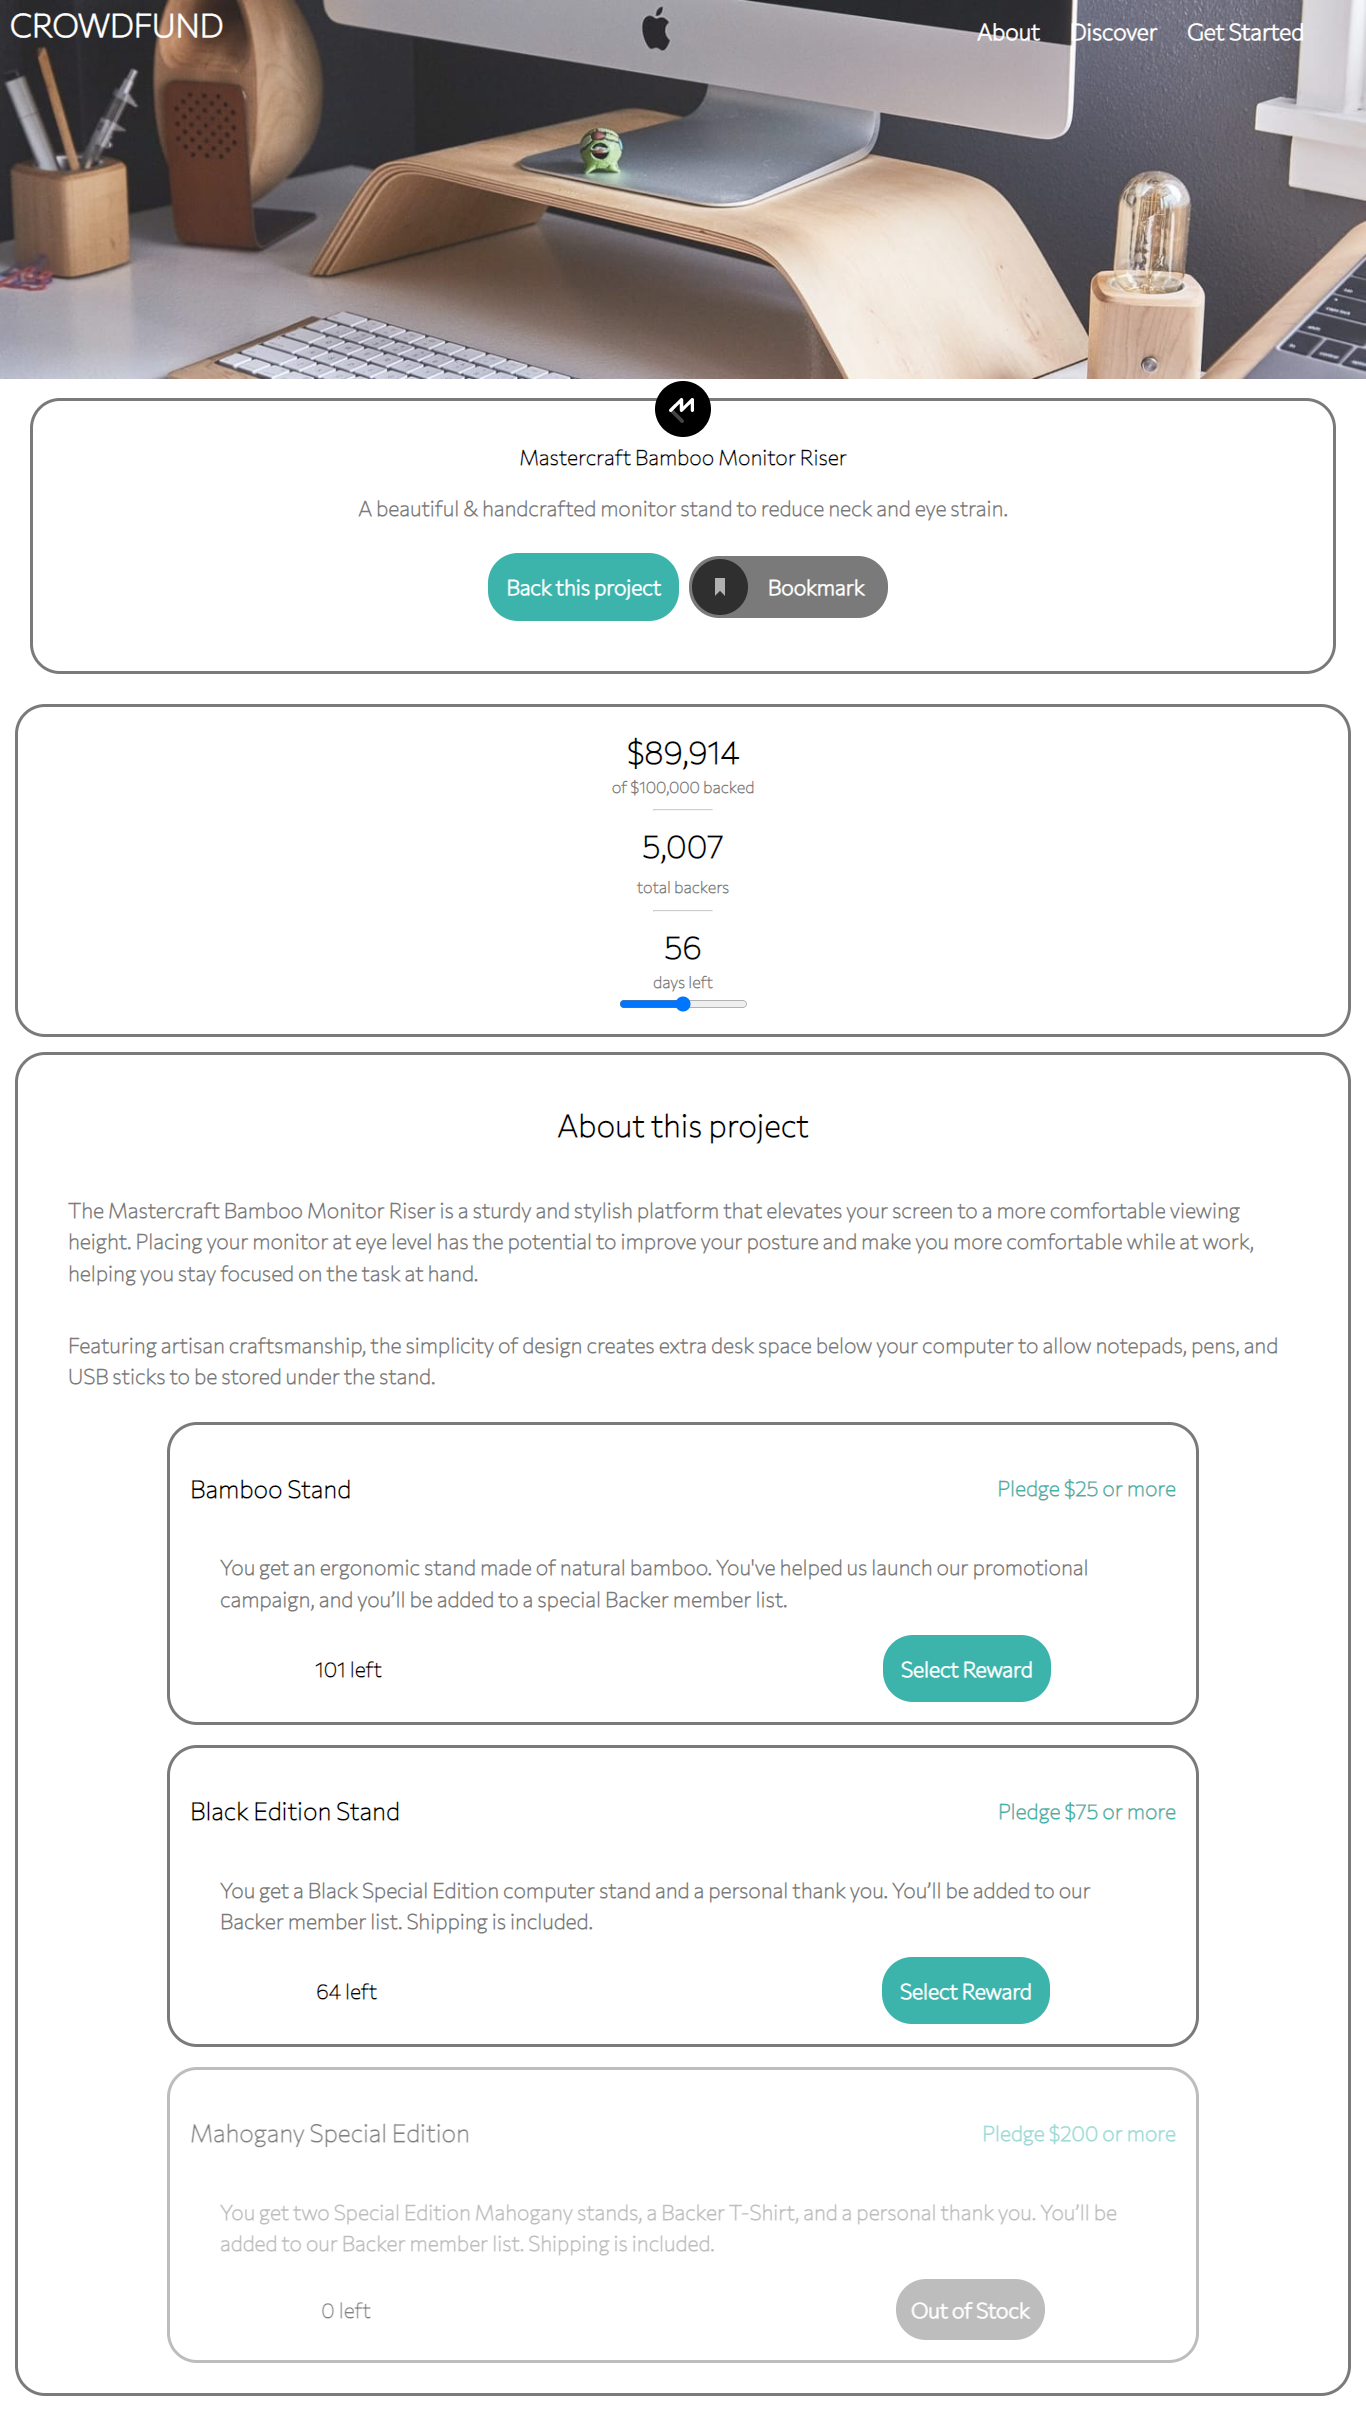 CROWDFUND
About Discover Get Started
Mastercraft Bamboo Monitor Riser
A beautiful & handcrafted monitor stand to reduce neck and eye strain.
Back this project
Bookmark
$89,914
of $100,000 backed
5,007
total backers
56
days left
About this project
The Mastercraft Bamboo Monitor Riser is a sturdy and stylish platform that elevates your screen to a more comfortable viewing
height. Placing your monitor at eye level has the potential to improve your posture and make you more comfortable while at work,
helping you stay focused on the task at hand.
Featuring artisan craftsmanship, the simplicity of design creates extra desk space below your computer to allow notepads, pens, and
USB sticks to be stored under the stand.
Bamboo Stand
Pledge $25 or more
You get an ergonomic stand made of natural bamboo. You've helped us launch our promotional
campaign, and you’ll be added to a special Backer member list.
101 left
Select Reward
Black Edition Stand
Pledge $75 or more
You get a Black Special Edition computer stand and a personal thank you. You’ll be added to our
Backer member list. Shipping is included.
64 left
Select Reward
Mahogany Special Edition
Pledge $200 or more
You get two Special Edition Mahogany stands, a Backer T-Shirt, and a personal thank you. You’ll be
added to our Backer member list. Shipping is included.
0 left
Out of Stock